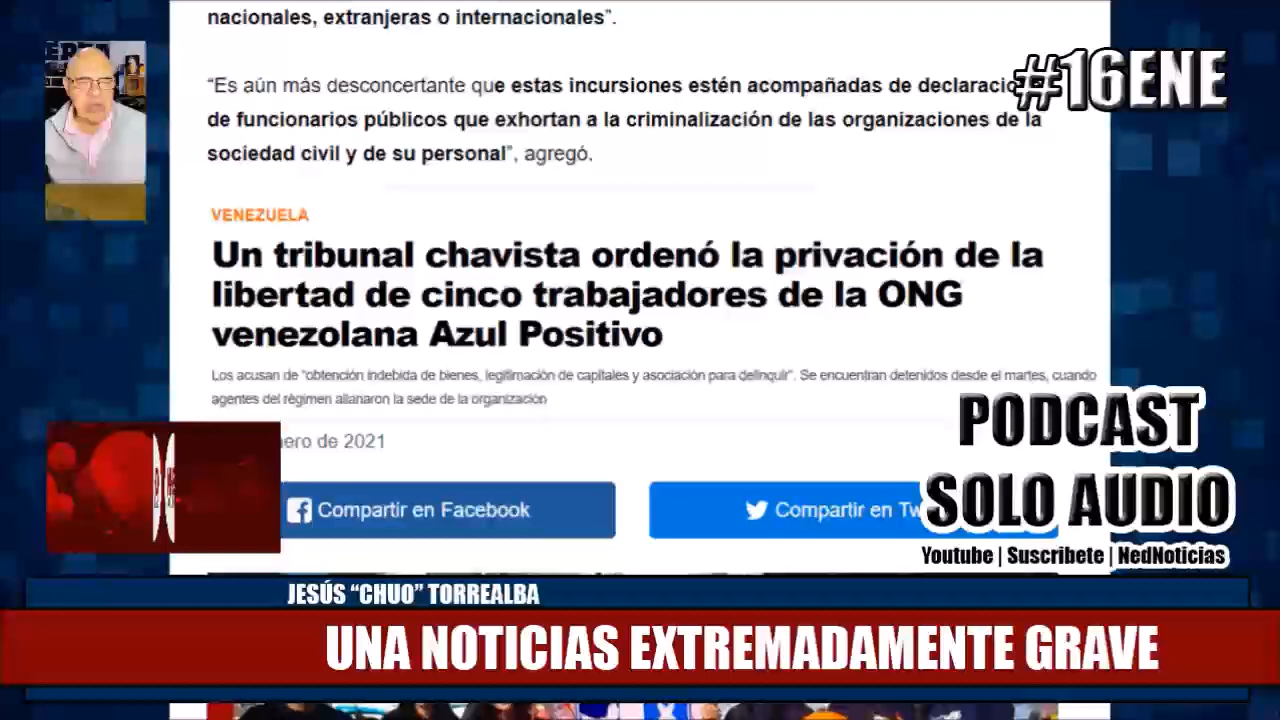 nacionales, extranjeras o internacionales”.
#16ENE
“Es aún más desconcertante que estas incursiones estén acompañadas de
de funcionarios públicos que exhortan a la criminalización de las organizaciones de la
sociedad civil y de su personal”, agregó.
VENEZUELA
Un tribunal chavista ordenó la privación de la
libertad de cinco trabajadores de la ONG
venezolana Azul Positivo
Los acusan de “obtención indebida de bienes, legitimación de capitales y asociación para delinquir”. Se encuentran detenidos desde el martes, cuando
agentes del régimen allanaron la sede de la organización
de 2021
Compartir en Facebook
Compartir en
PODCAST
SOLO AUDIO
Youtube | Suscribete | NedNoticias
JESÚS “CHUO” TORREALBA
UNA NOTICIAS EXTREMADAMENTE GRAVE